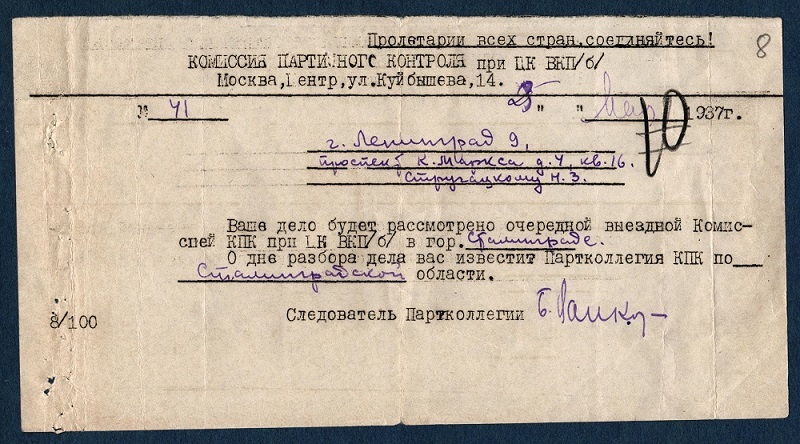 8
Пролетарии всех стран, соединяйтесь!
КОМИССИЯ ПАРТИЙНОГО КОНТРОЛЯ при ЦК ВКП/б/
Москва, Центр, ул. Куйбышева, 14.
№ 41 " " 1937г.
г. Ленинград 9,
проспект К. Маркса д. 4, кв. 16.
Стругацкому Н. З.
Ваше дело будет рассмотрено очередной выездной Комис-
сией КПК при ЦК ВКП/б/ в гор. Сталинграде.
О дне разбора дела вас известит Партколлегия КПК по
Сталинградской области.
8/100 Следователь Партколлегии